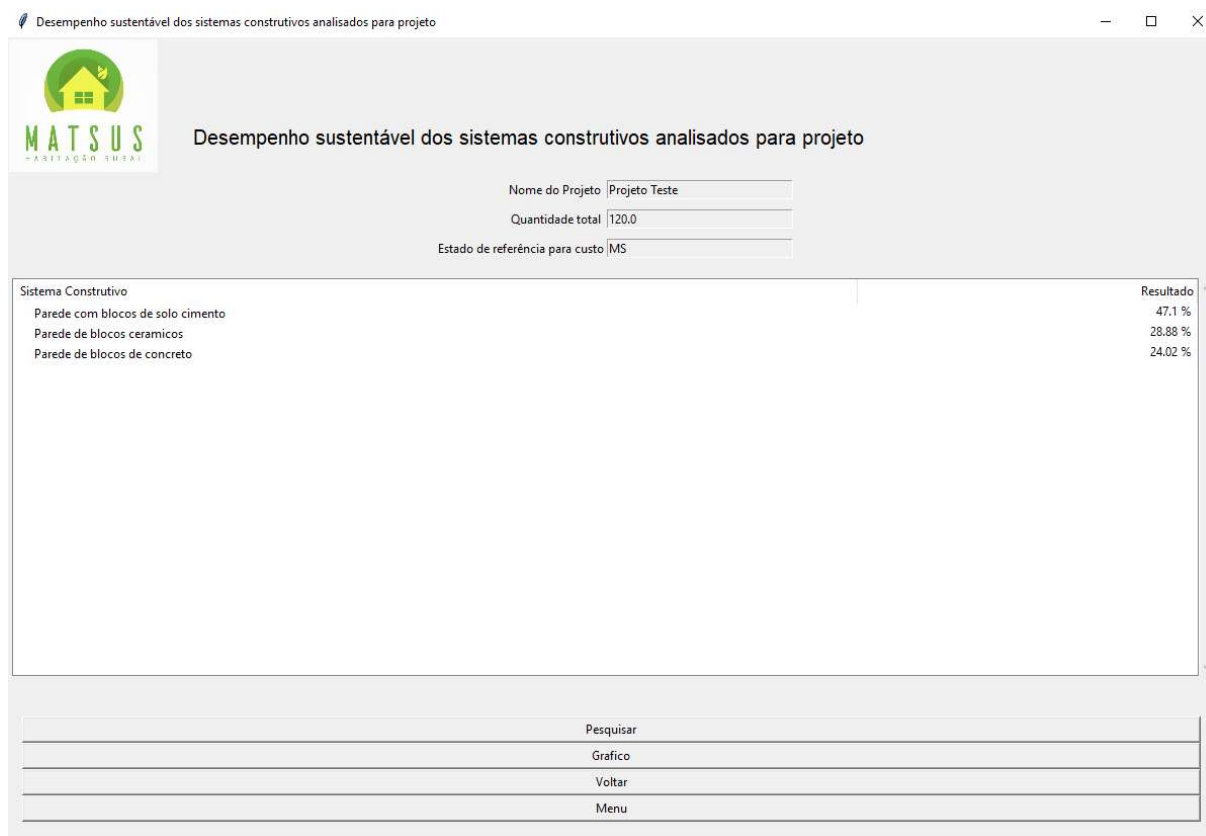 Desempenho sustentável dos sistemas construtivos analisados para projeto
MATSUS
HABITAÇÃO RURAL
Desempenho sustentável dos sistemas construtivos analisados para projeto
Nome do Projeto Projeto Teste
Quantidade total 120.0
Estado de referência para custo MS
Sistema Construtivo Resultado
Parede com blocos de solo cimento 47.1 %
Parede de blocos ceramicos 28.88 %
Parede de blocos de concreto 24.02 %
Pesquisar
Grafico
Voltar
Menu